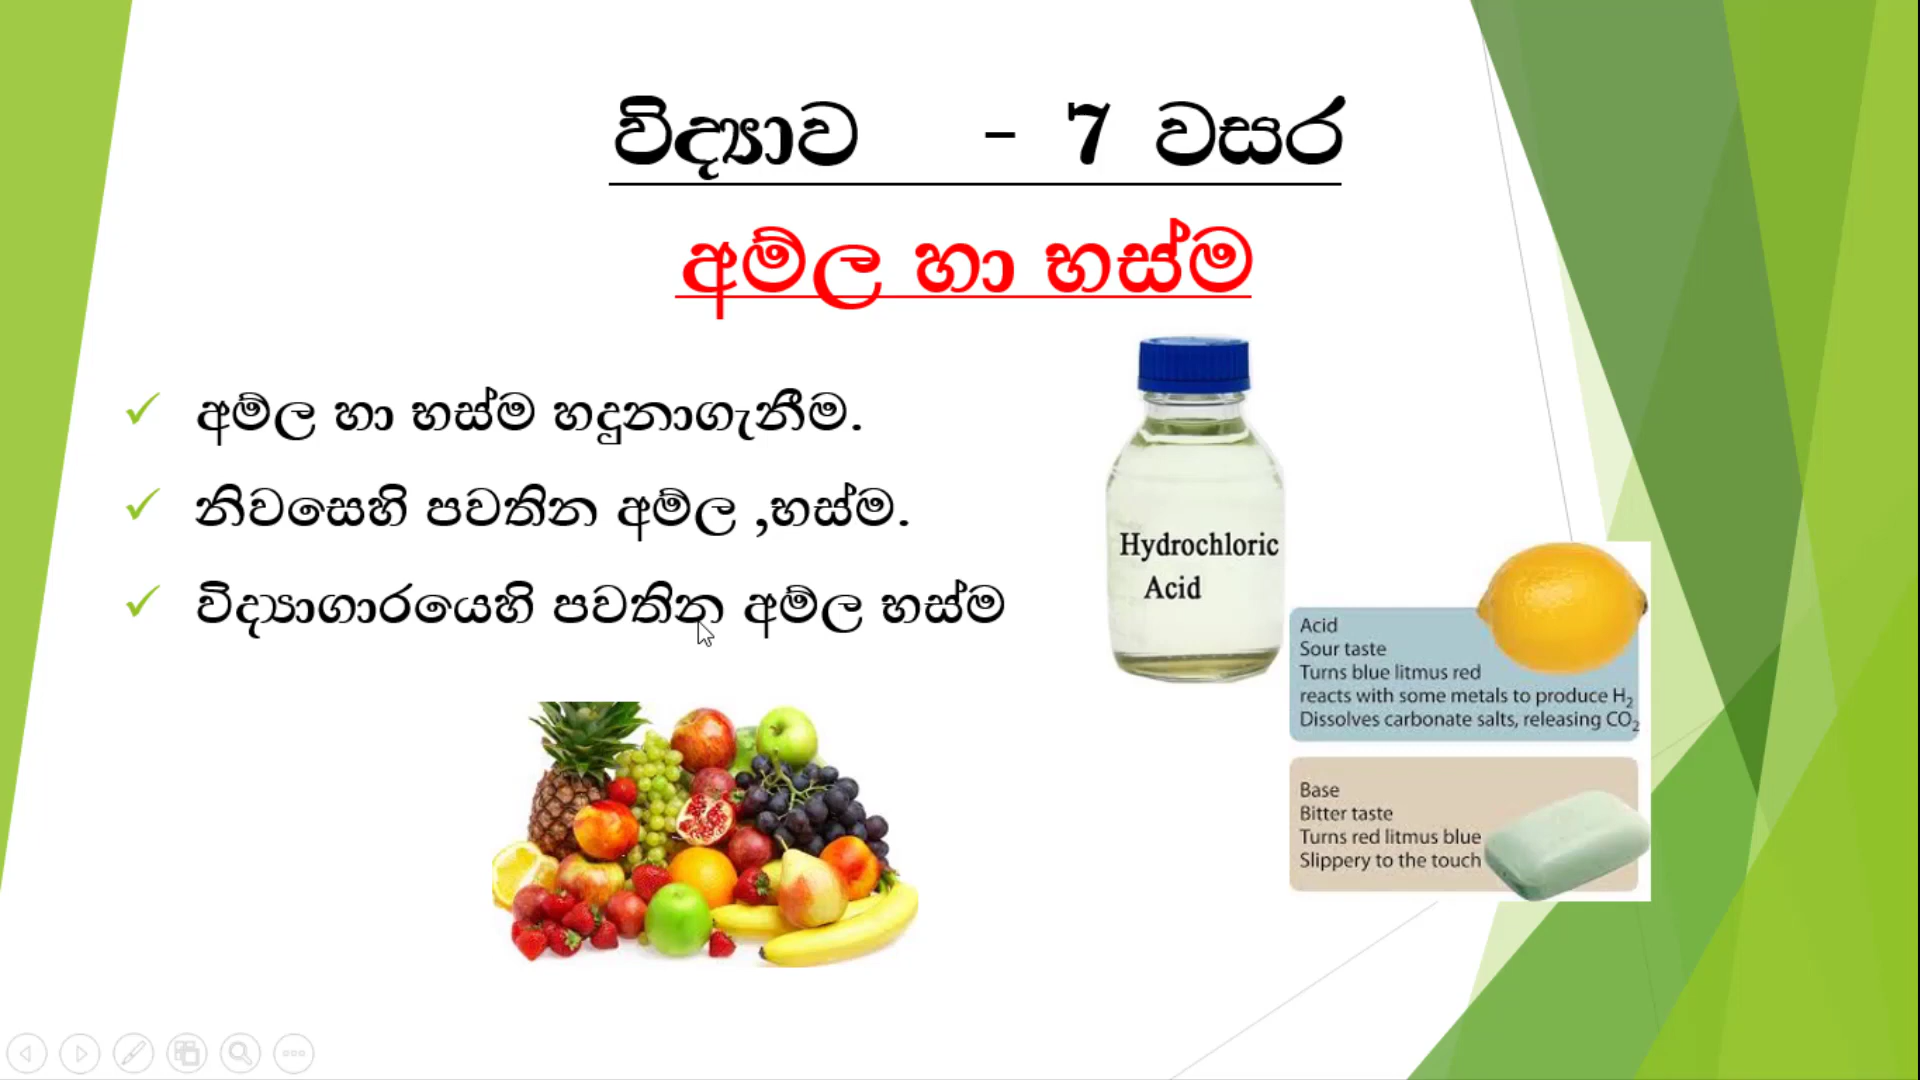 විද්‍යාව - 7 වසර
අම්ල හා භස්ම
අම්ල හා භස්ම හඳුනාගැනීම.
නිවසෙහි පවතින අම්ල ,භස්ම.
විද්‍යාගාරයෙහි පවතින අම්ල භස්ම
Hydrochloric
Acid
Acid
Sour taste
Turns blue litmus red
reacts with some metals to produce H₂
Dissolves carbonate salts, releasing CO₂
Base
Bitter taste
Turns red litmus blue
Slippery to the touch